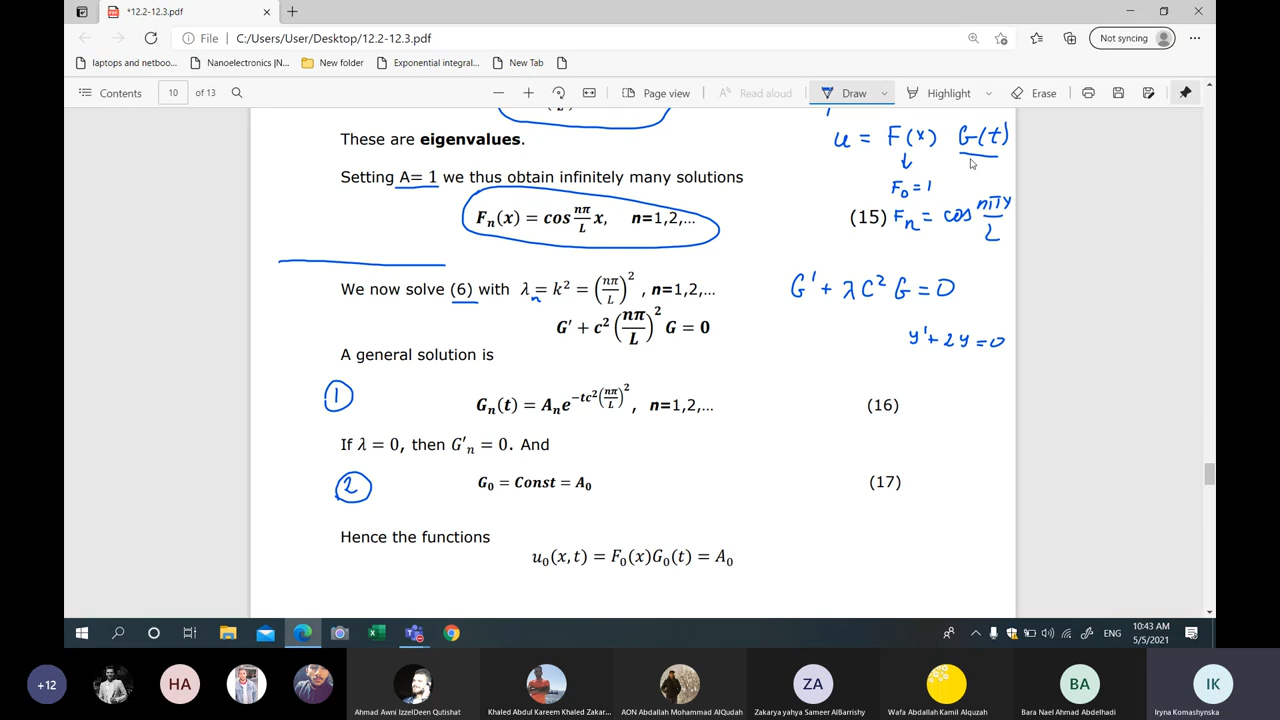 *12.2-12.3.pdf
File C:/Users/User/Desktop/12.2-12.3.pdf Not syncing
laptops and netboo... Nanoelectronics |N... New folder Exponential integral... New Tab
Contents 10 of 13 Page view Read aloud Draw Highlight Erase
These are eigenvalues.
u = F(x) G(t)
Setting A= 1 we thus obtain infinitely many solutions
F₀ = 1
Fₙ(x) = cos nπ/L x, n=1,2,... (15)
Fₙ = cos nπx/L
We now solve (6) with λₙ = k² = (nπ/L)², n=1,2,...
G' + λ c² G = 0
G′ + c² (nπ/L)² G = 0
y' + 2y = 0
A general solution is
1
Gₙ(t) = Aₙe^(−tc²(nπ/L)²), n=1,2,... (16)
If λ = 0, then G′ₙ = 0. And
2
G₀ = Const = A₀ (17)
Hence the functions
u₀(x, t) = F₀(x)G₀(t) = A₀
ENG
10:43 AM
5/5/2021
+12 HA ZA BA IK
Ahmad Awni IzzelDeen Qutishat Khaled Abdul Kareem Khaled Zakar... AON Abdullah Mohammad AlQudah Zakarya yahya Sameer AlBarrishy Wafa Abdallah Kamil Alquzah Bara Nael Ahmad Abdelhadi Iryna Komashynska